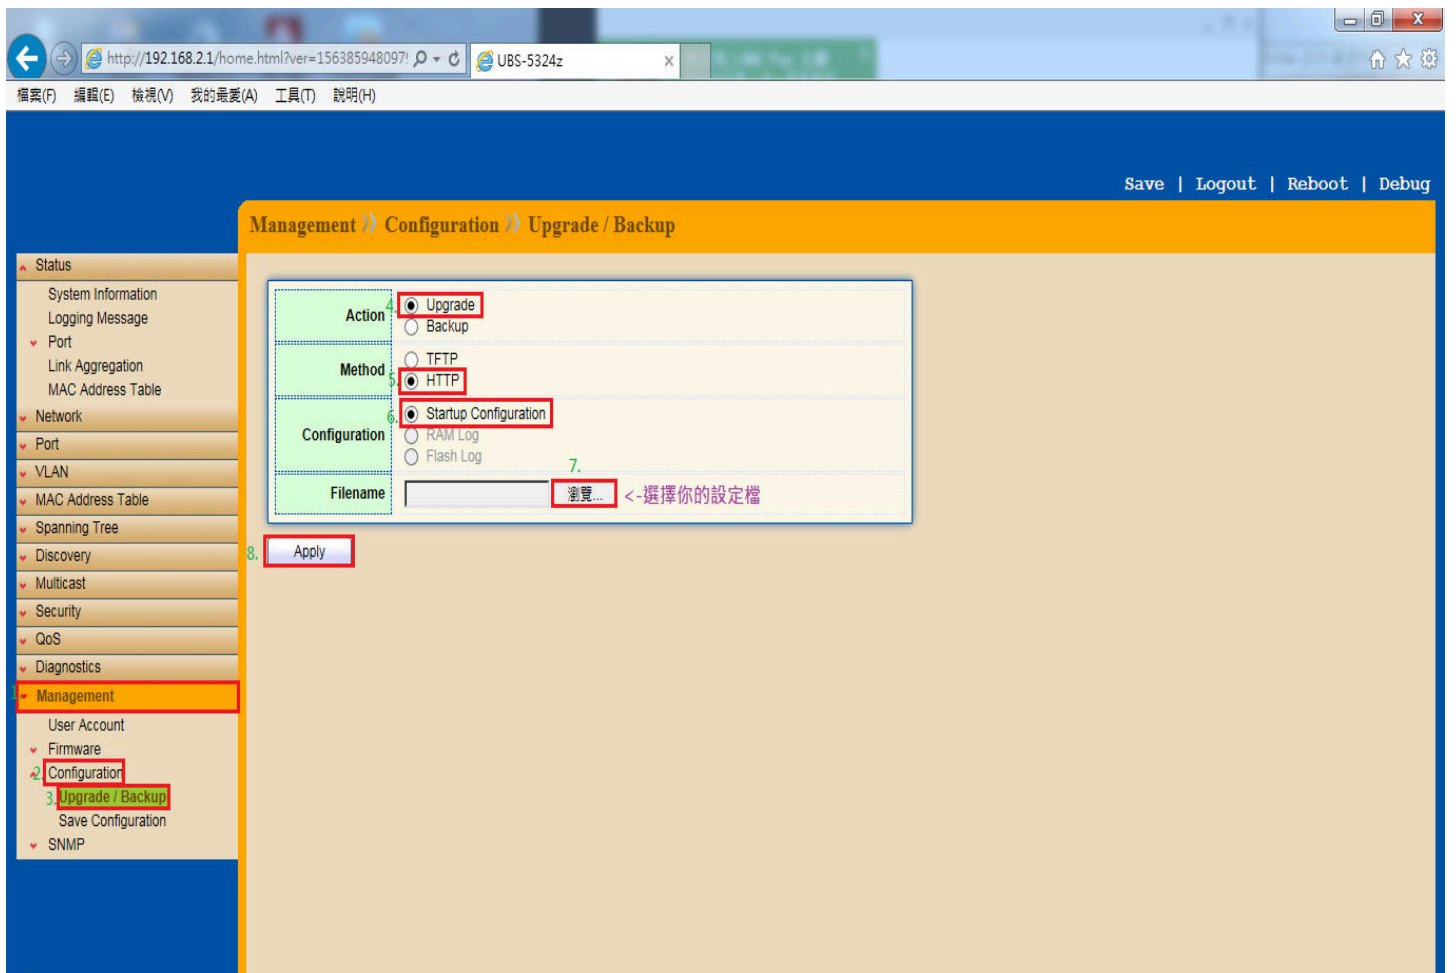 http://192.168.2.1/home.html?ver=156385948097! UBS-5324z
檔案(F) 編輯(E) 檢視(V) 我的最愛(A) 工具(T) 說明(H)
Save | Logout | Reboot | Debug
Management » Configuration » Upgrade / Backup
Status
System Information
Logging Message
Port
Link Aggregation
MAC Address Table
Network
Port
VLAN
MAC Address Table
Spanning Tree
Discovery
Multicast
Security
QoS
Diagnostics
1. Management
User Account
Firmware
2. Configuration
3. Upgrade / Backup
Save Configuration
SNMP
Action
4. Upgrade
Backup
Method
TFTP
5. HTTP
Configuration
6. Startup Configuration
RAM Log
Flash Log
7.
Filename 瀏覽... <-選擇你的設定檔
8. Apply